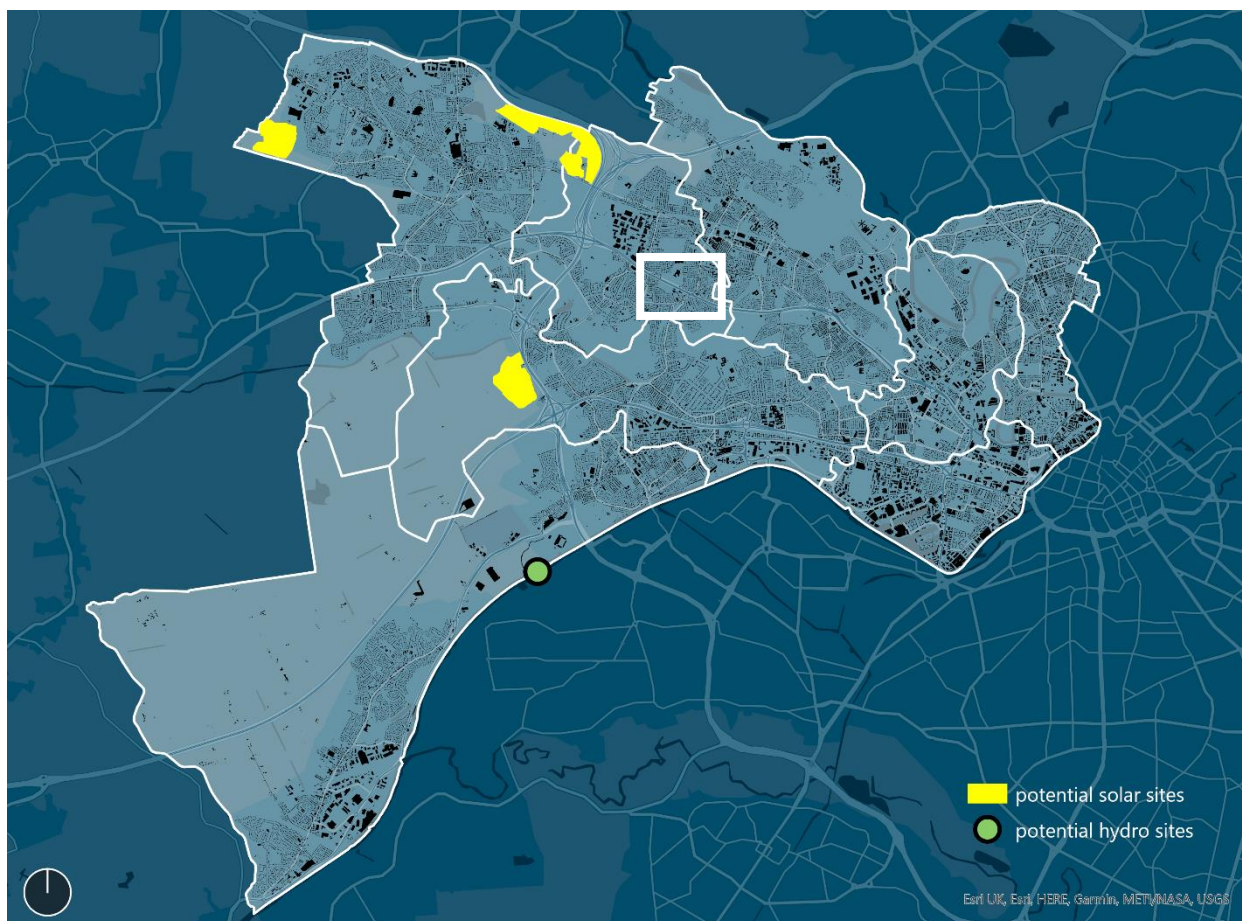 potential solar sites
potential hydro sites
Esri UK, Esri, HERE, Garmin, METI/NASA, USGS